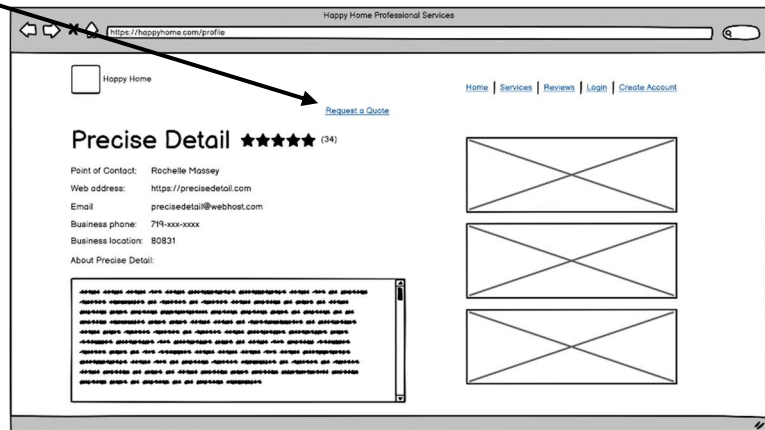 Happy Home Professional Services
https://happyhome.com/profile
Happy Home
Home | Services | Reviews | Login | Create Account
Request a Quote
Precise Detail ★★★★★ (34)
Point of Contact: Rochelle Massey
Web address: https://precisedetail.com
Email precisedetail@webhost.com
Business phone: 719-xxx-xxxx
Business location: 80831
About Precise Detail: